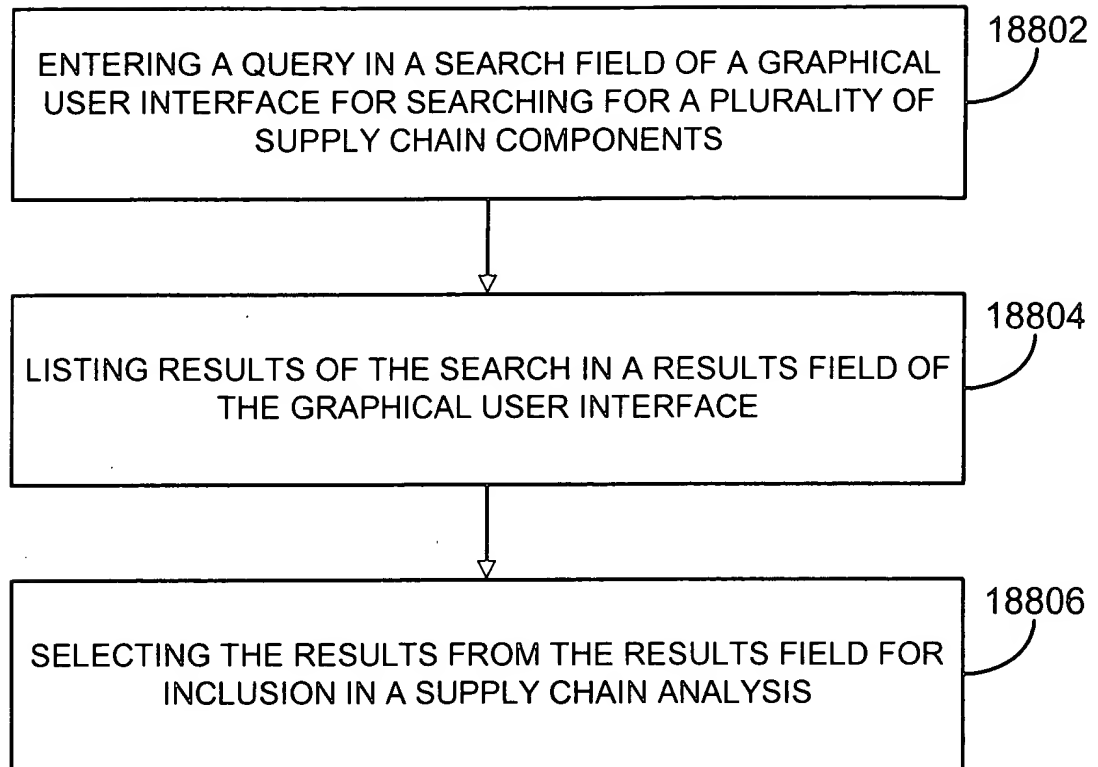 18802
ENTERING A QUERY IN A SEARCH FIELD OF A GRAPHICAL
USER INTERFACE FOR SEARCHING FOR A PLURALITY OF
SUPPLY CHAIN COMPONENTS
18804
LISTING RESULTS OF THE SEARCH IN A RESULTS FIELD OF
THE GRAPHICAL USER INTERFACE
18806
SELECTING THE RESULTS FROM THE RESULTS FIELD FOR
INCLUSION IN A SUPPLY CHAIN ANALYSIS